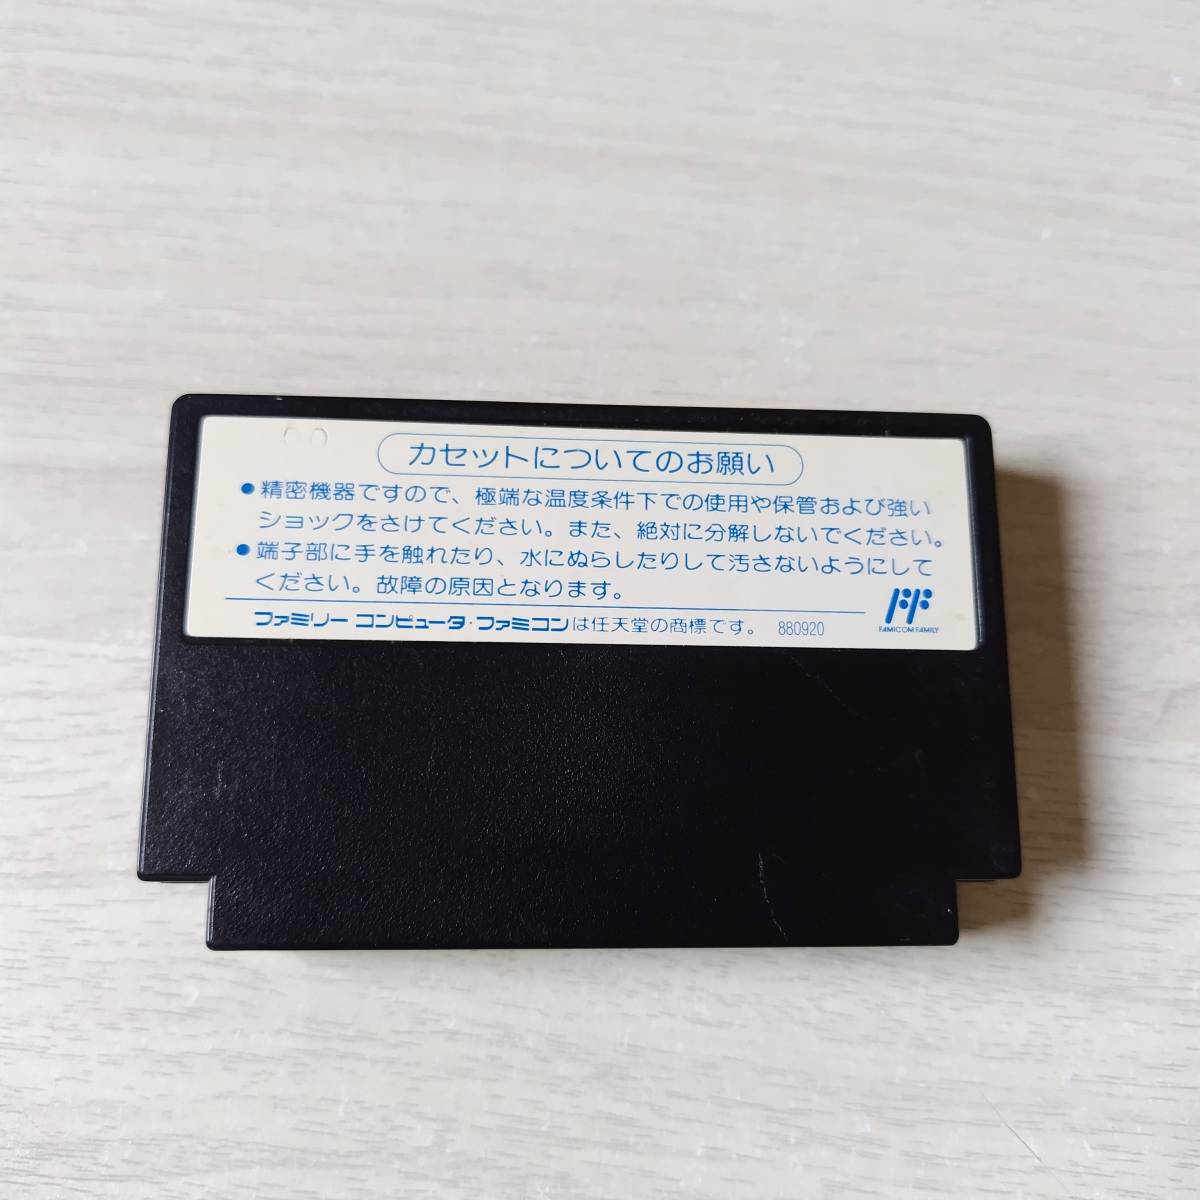 カセットについてのお願い
●精密機器ですので、極端な温度条件下での使用や保管および強い
ショックをさけてください。また、絶対に分解しないでください。
●端子部に手を触れたり、水にぬらしたりして汚さないようにして
ください。故障の原因となります。
ファミリー コンピュータ・ファミコンは任天堂の商標です。 880920
FAMICOM FAMILY